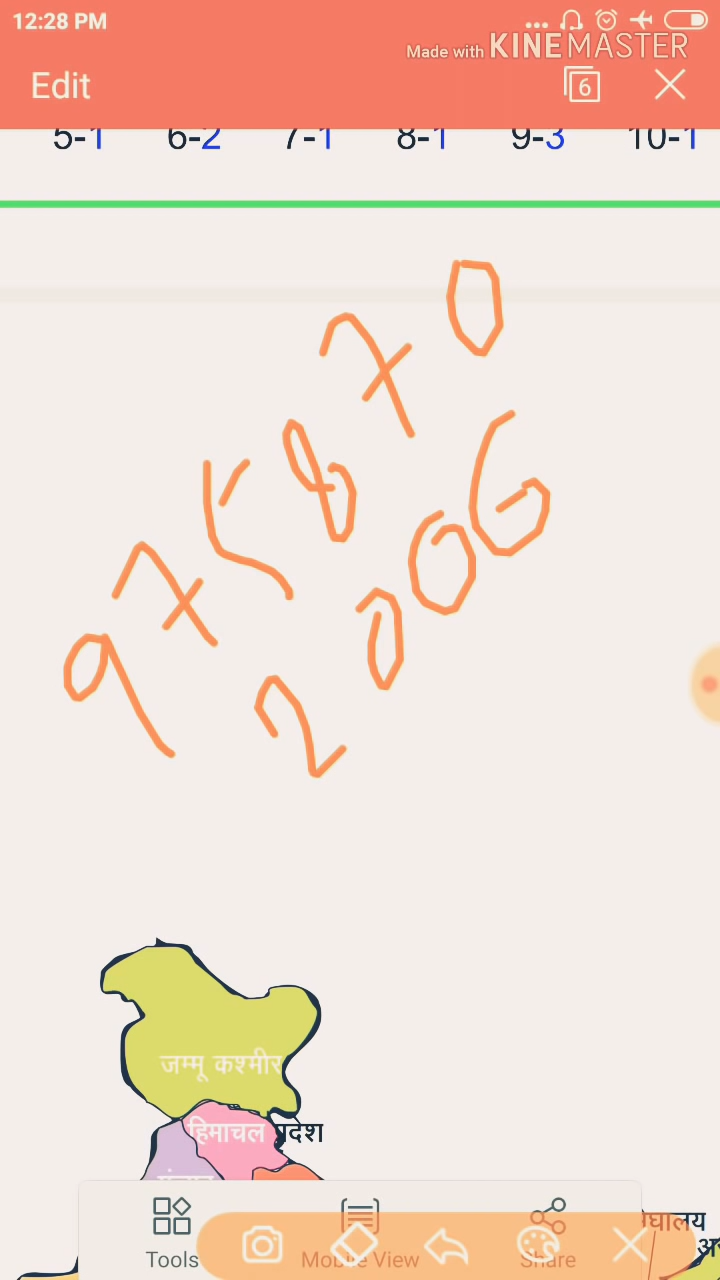 12:28 PM
Made with KINEMASTER
Edit
6
5-1 6-2 7-1 8-1 9-3 10-1
975870
2006
जम्मू कश्मीर
हिमाचल प्रदेश
Tools
Mobile View
Share